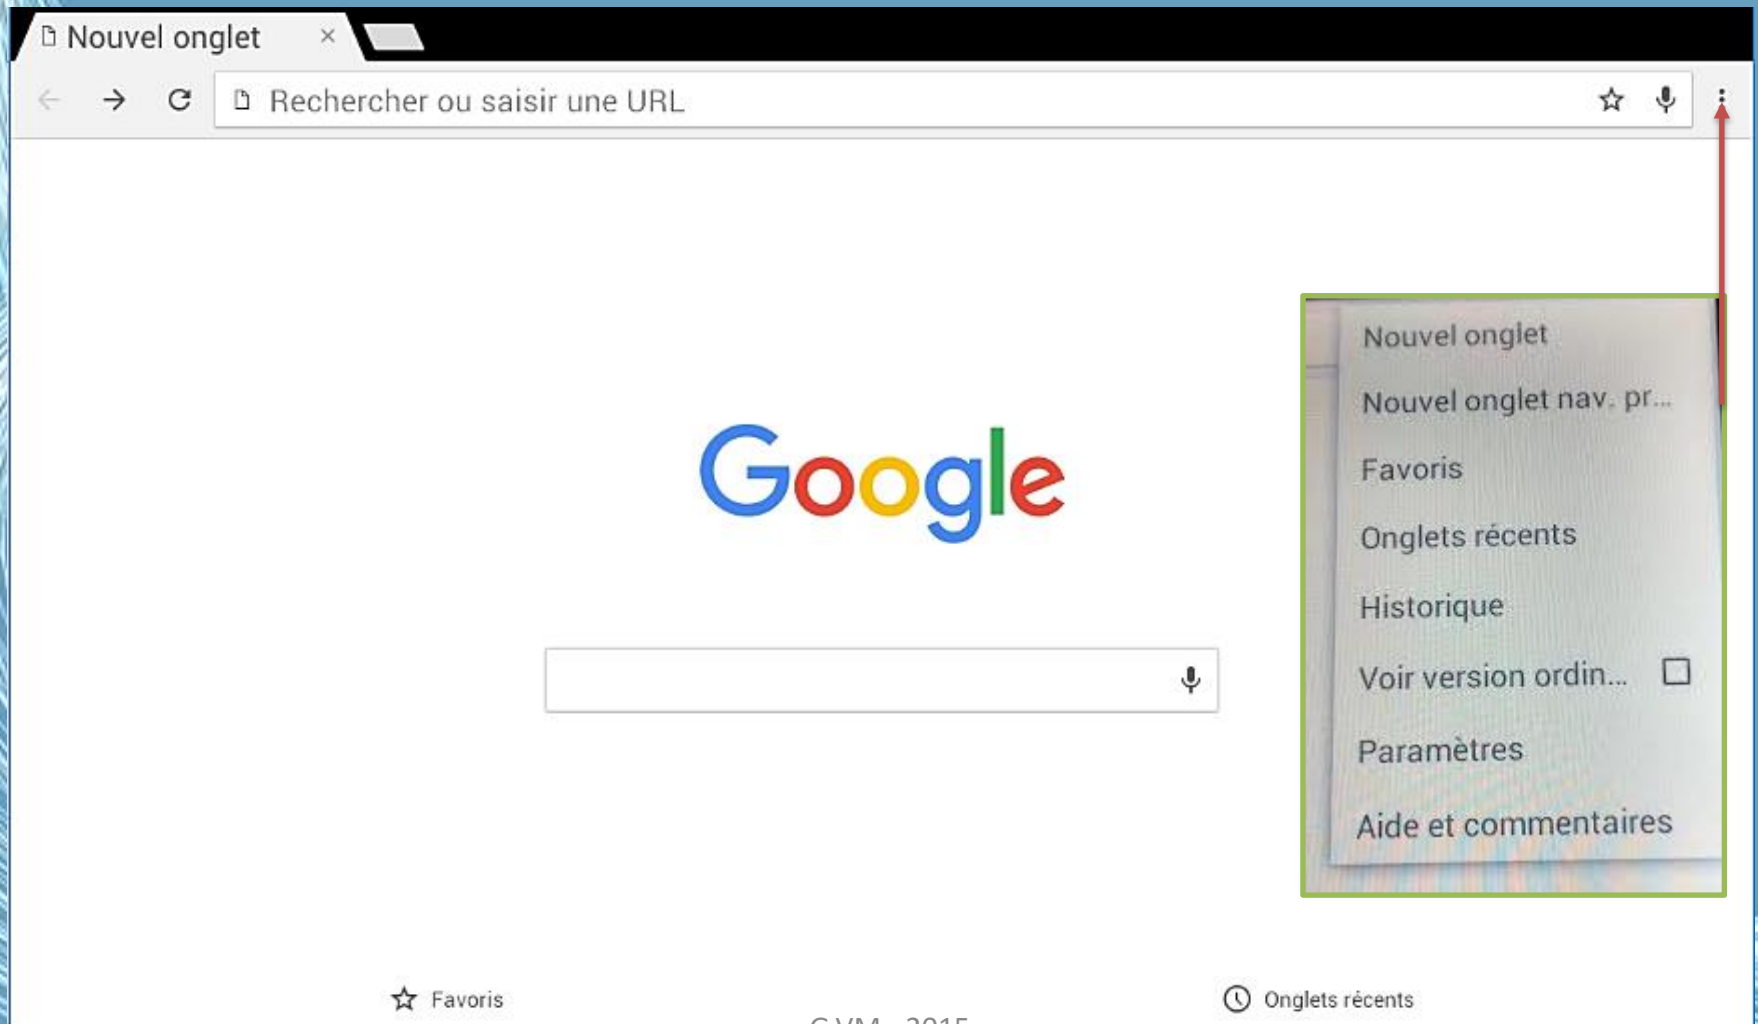 Nouvel onglet
Rechercher ou saisir une URL
Google
Nouvel onglet
Nouvel onglet nav. pr...
Favoris
Onglets récents
Historique
Voir version ordin...
Paramètres
Aide et commentaires
Favoris
Onglets récents
2015